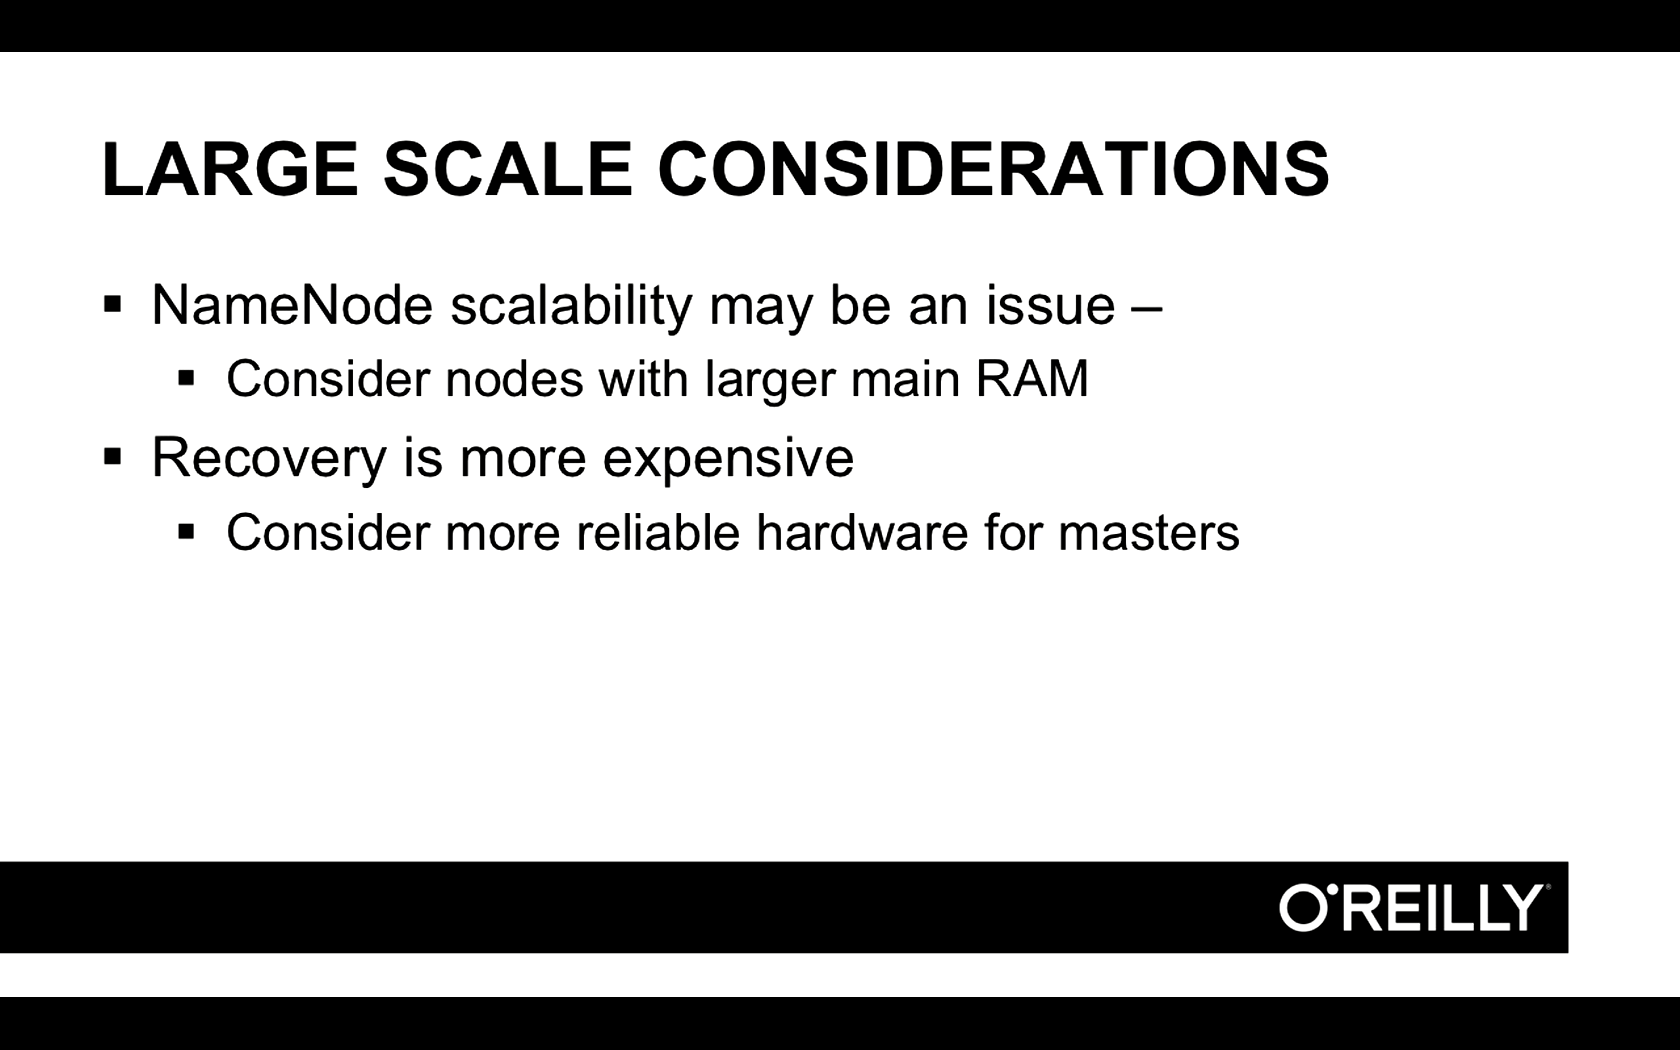 LARGE SCALE CONSIDERATIONS
▪ NameNode scalability may be an issue –
▪ Consider nodes with larger main RAM
▪ Recovery is more expensive
▪ Consider more reliable hardware for masters
O'REILLY®